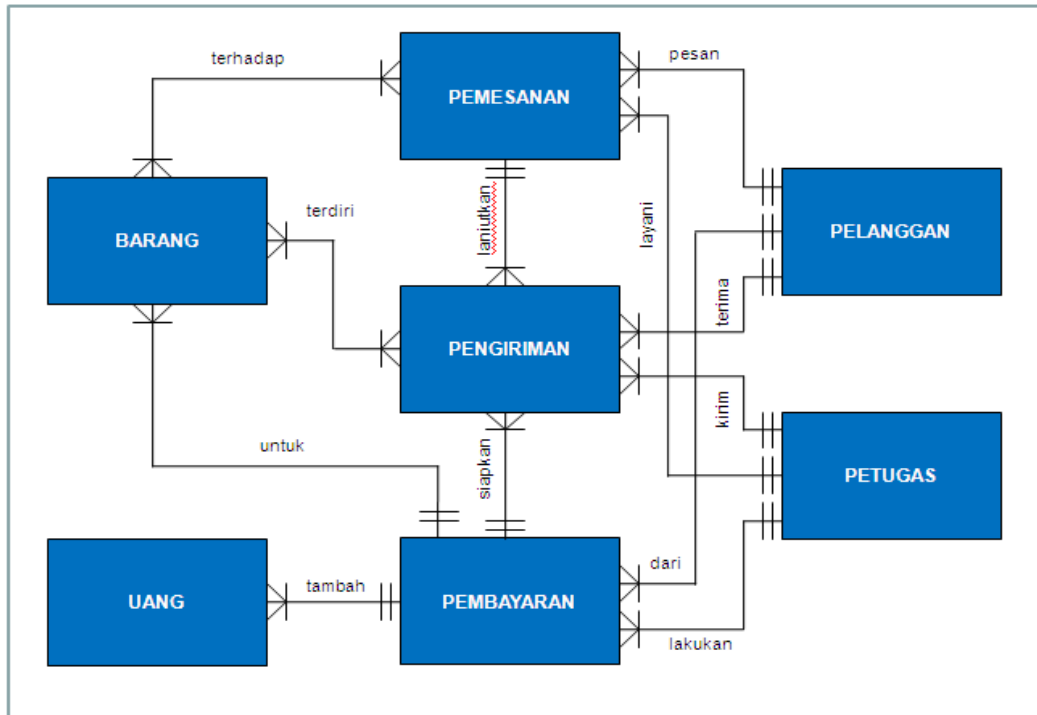 terhadap
PEMESANAN
pesan
BARANG
terdiri
lanjutkan
layani
PELANGGAN
terima
PENGIRIMAN
kirim
untuk
siapkan
PETUGAS
UANG
tambah
PEMBAYARAN
dari
lakukan